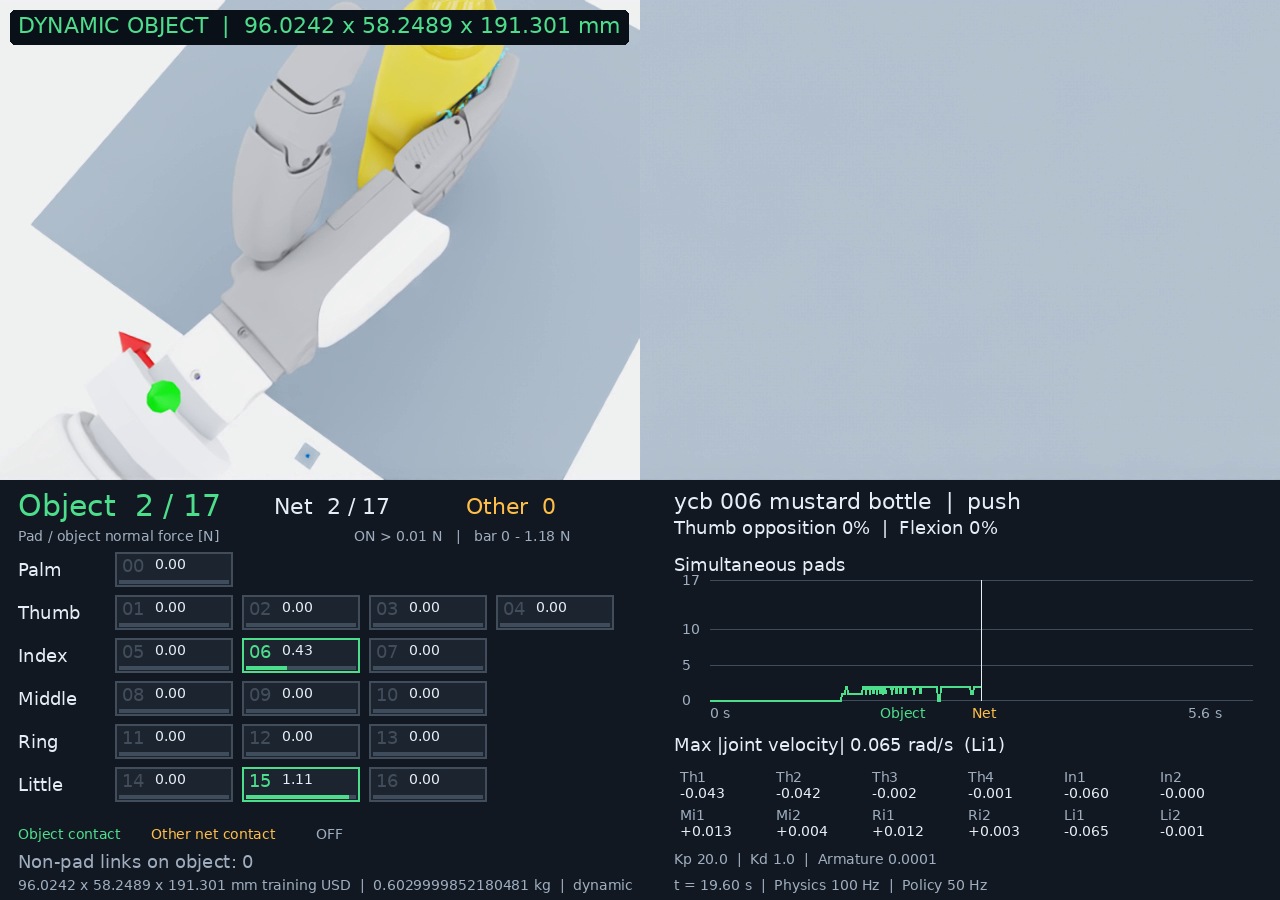 DYNAMIC OBJECT | 96.0242 x 58.2489 x 191.301 mm
Object 2 / 17 Net 2 / 17 Other 0
Pad / object normal force [N] ON > 0.01 N | bar 0 - 1.18 N
Palm 00 0.00
Thumb 01 0.00 02 0.00 03 0.00 04 0.00
Index 05 0.00 06 0.43 07 0.00
Middle 08 0.00 09 0.00 10 0.00
Ring 11 0.00 12 0.00 13 0.00
Little 14 0.00 15 1.11 16 0.00
Object contact Other net contact OFF
Non-pad links on object: 0
96.0242 x 58.2489 x 191.301 mm training USD | 0.6029999852180481 kg | dynamic
ycb 006 mustard bottle | push
Thumb opposition 0% | Flexion 0%
Simultaneous pads
17
10
5
0
0 s Object Net 5.6 s
Max |joint velocity| 0.065 rad/s (Li1)
Th1 Th2 Th3 Th4 In1 In2
-0.043 -0.042 -0.002 -0.001 -0.060 -0.000
Mi1 Mi2 Ri1 Ri2 Li1 Li2
+0.013 +0.004 +0.012 +0.003 -0.065 -0.001
Kp 20.0 | Kd 1.0 | Armature 0.0001
t = 19.60 s | Physics 100 Hz | Policy 50 Hz